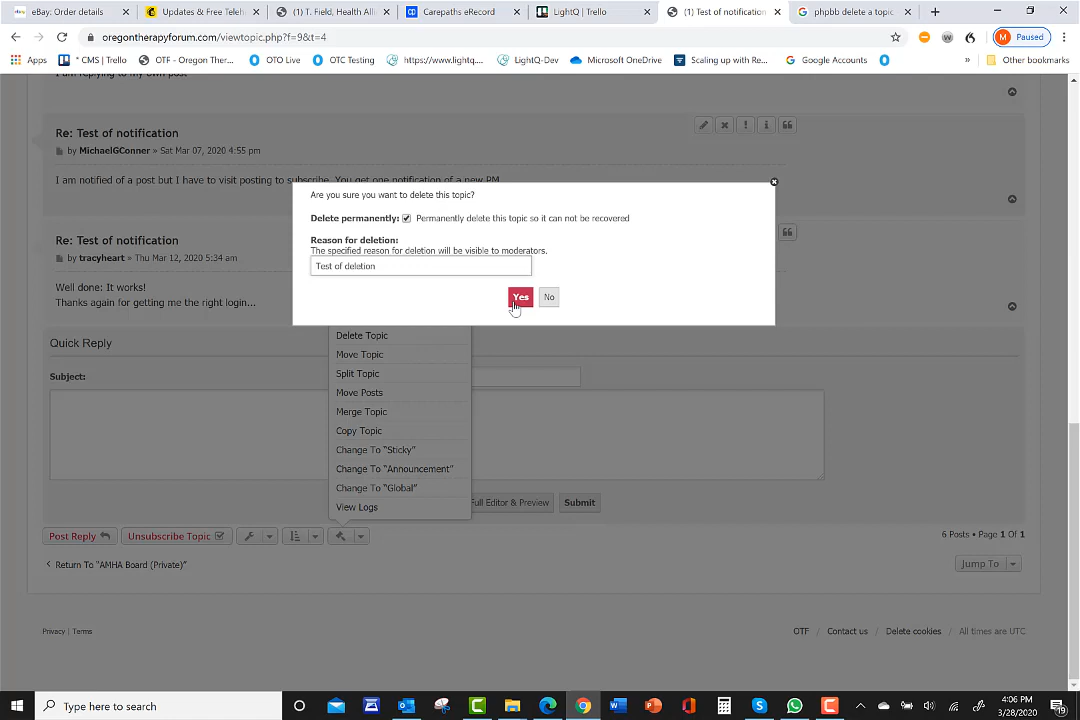 eBay: Order details
Updates & Free Teleh
(1) T. Field, Health Alli
Carepaths eRecord
LightQ | Trello
(1) Test of notification
phpbb delete a topic
oregontherapyforum.com/viewtopic.php?f=9&t=4
Paused
Apps
* CMS | Trello
OTF - Oregon Ther...
OTO Live
OTC Testing
https://www.lightq....
LightQ-Dev
Microsoft OneDrive
Scaling up with Re...
Google Accounts
»
Other bookmarks
I am replying to my own post
Re: Test of notification
by MichaelGConner » Sat Mar 07, 2020 4:55 pm
I am notified of a post but I have to visit posting to subscribe. You get one notification of a new PM
Are you sure you want to delete this topic?
Delete permanently: Permanently delete this topic so it can not be recovered
Reason for deletion:
The specified reason for deletion will be visible to moderators.
Test of deletion
Yes
No
Re: Test of notification
by tracyheart » Thu Mar 12, 2020 5:34 am
Well done: It works!
Thanks again for getting me the right login...
Quick Reply
Subject:
Delete Topic
Move Topic
Split Topic
Move Posts
Merge Topic
Copy Topic
Change To “Sticky”
Change To “Announcement”
Change To “Global”
View Logs
Full Editor & Preview
Submit
Post Reply
Unsubscribe Topic
6 Posts • Page 1 Of 1
Return To “AMHA Board (Private)”
Jump To
Privacy | Terms
OTF / Contact us / Delete cookies / All times are UTC
Type here to search
4:06 PM
3/28/2020
19